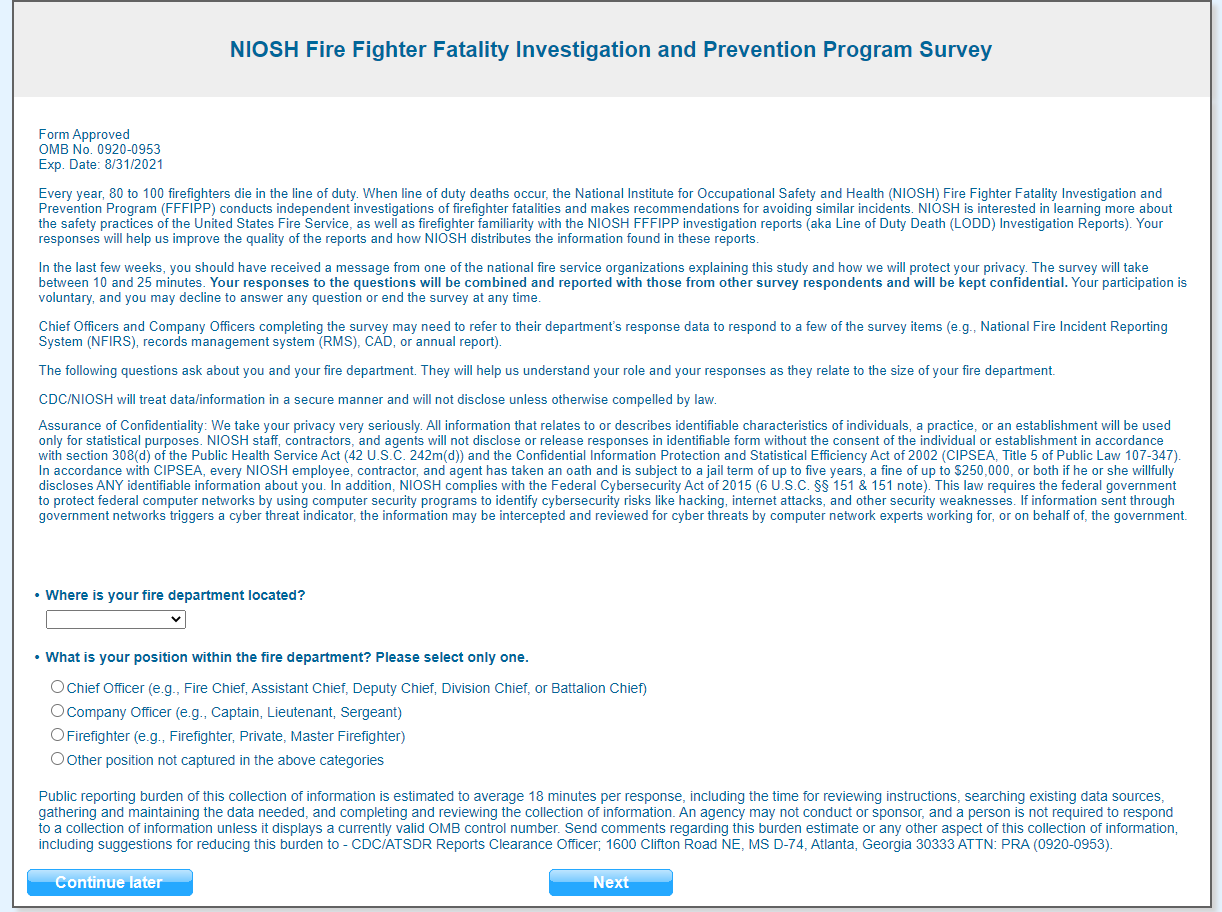 NIOSH Fire Fighter Fatality Investigation and Prevention Program Survey
Form Approved
OMB No. 0920-0953
Exp. Date: 8/31/2021
Every year, 80 to 100 firefighters die in the line of duty. When line of duty deaths occur, the National Institute for Occupational Safety and Health (NIOSH) Fire Fighter Fatality Investigation and
Prevention Program (FFFIPP) conducts independent investigations of firefighter fatalities and makes recommendations for avoiding similar incidents. NIOSH is interested in learning more about
the safety practices of the United States Fire Service, as well as firefighter familiarity with the NIOSH FFFIPP investigation reports (aka Line of Duty Death (LODD) Investigation Reports). Your
responses will help us improve the quality of the reports and how NIOSH distributes the information found in these reports.
In the last few weeks, you should have received a message from one of the national fire service organizations explaining this study and how we will protect your privacy. The survey will take
between 10 and 25 minutes. Your responses to the questions will be combined and reported with those from other survey respondents and will be kept confidential. Your participation is
voluntary, and you may decline to answer any question or end the survey at any time.
Chief Officers and Company Officers completing the survey may need to refer to their department's response data to respond to a few of the survey items (e.g., National Fire Incident Reporting
System (NFIRS), records management system (RMS), CAD, or annual report).
The following questions ask about you and your fire department. They will help us understand your role and your responses as they relate to the size of your fire department.
CDC/NIOSH will treat data/information in a secure manner and will not disclose unless otherwise compelled by law.
Assurance of Confidentiality: We take your privacy very seriously. All information that relates to or describes identifiable characteristics of individuals, a practice, or an establishment will be used
only for statistical purposes. NIOSH staff, contractors, and agents will not disclose or release responses in identifiable form without the consent of the individual or establishment in accordance
with section 308(d) of the Public Health Service Act (42 U.S.C. 242m(d)) and the Confidential Information Protection and Statistical Efficiency Act of 2002 (CIPSEA, Title 5 of Public Law 107-347).
In accordance with CIPSEA, every NIOSH employee, contractor, and agent has taken an oath and is subject to a jail term of up to five years, a fine of up to $250,000, or both if he or she willfully
discloses ANY identifiable information about you. In addition, NIOSH complies with the Federal Cybersecurity Act of 2015 (6 U.S.C. §§ 151 & 151 note). This law requires the federal government
to protect federal computer networks by using computer security programs to identify cybersecurity risks like hacking, internet attacks, and other security weaknesses. If information sent through
government networks triggers a cyber threat indicator, the information may be intercepted and reviewed for cyber threats by computer network experts working for, or on behalf of, the government.
• Where is your fire department located?
• What is your position within the fire department? Please select only one.
Chief Officer (e.g., Fire Chief, Assistant Chief, Deputy Chief, Division Chief, or Battalion Chief)
Company Officer (e.g., Captain, Lieutenant, Sergeant)
Firefighter (e.g., Firefighter, Private, Master Firefighter)
Other position not captured in the above categories
Public reporting burden of this collection of information is estimated to average 18 minutes per response, including the time for reviewing instructions, searching existing data sources,
gathering and maintaining the data needed, and completing and reviewing the collection of information. An agency may not conduct or sponsor, and a person is not required to respond
to a collection of information unless it displays a currently valid OMB control number. Send comments regarding this burden estimate or any other aspect of this collection of information,
including suggestions for reducing this burden to - CDC/ATSDR Reports Clearance Officer; 1600 Clifton Road NE, MS D-74, Atlanta, Georgia 30333 ATTN: PRA (0920-0953).
Continue later
Next